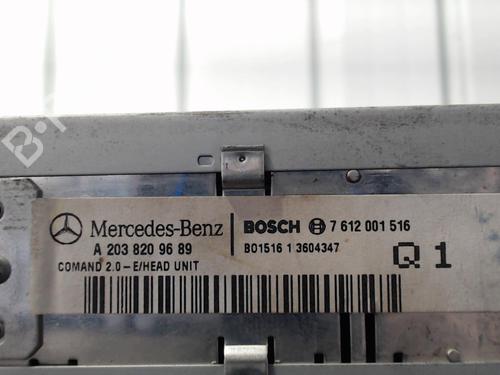 Mercedes-Benz
BOSCH 7 612 001 516
A 203 820 96 89
BO1516 1 3604347
COMAND 2.0–E/HEAD UNIT
Q 1